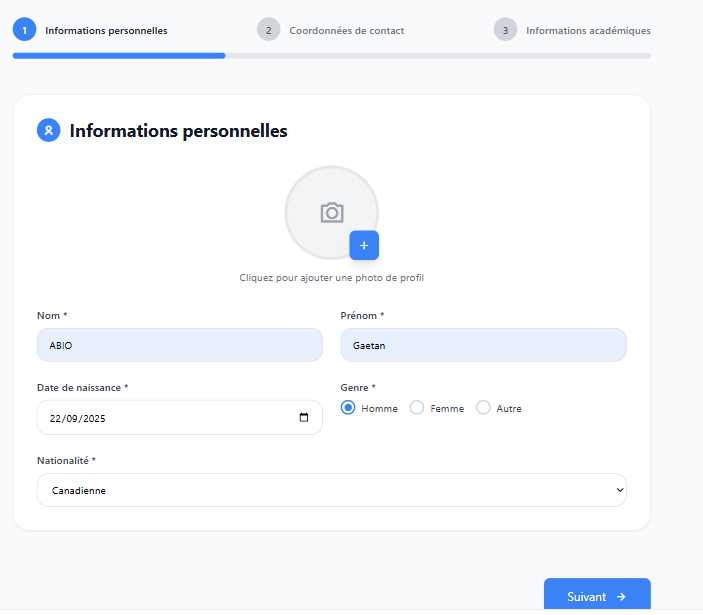 1 Informations personnelles 2 Coordonnées de contact 3 Informations académiques
Informations personnelles
+
Cliquez pour ajouter une photo de profil
Nom * Prénom *
ABIO Gaetan
Date de naissance * Genre *
22/09/2025 Homme Femme Autre
Nationalité *
Canadienne
Suivant →